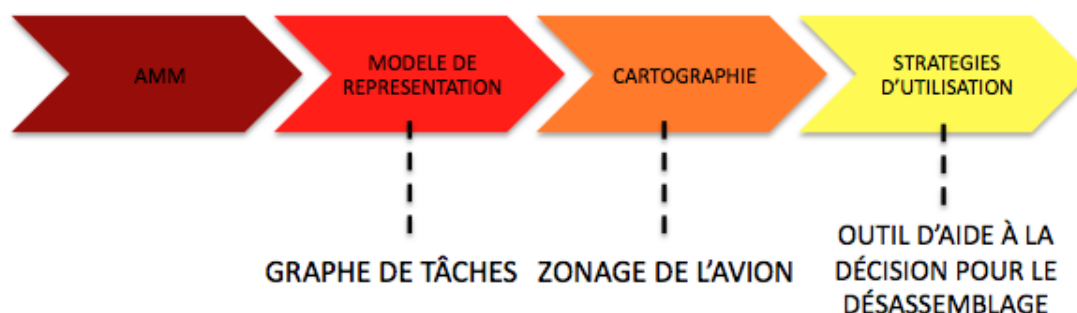 AMM
MODELE DE
REPRESENTATION
CARTOGRAPHIE
STRATEGIES
D'UTILISATION
GRAPHE DE TÂCHES
ZONAGE DE L'AVION
OUTIL D'AIDE À LA
DÉCISION POUR LE
DÉSASSEMBLAGE